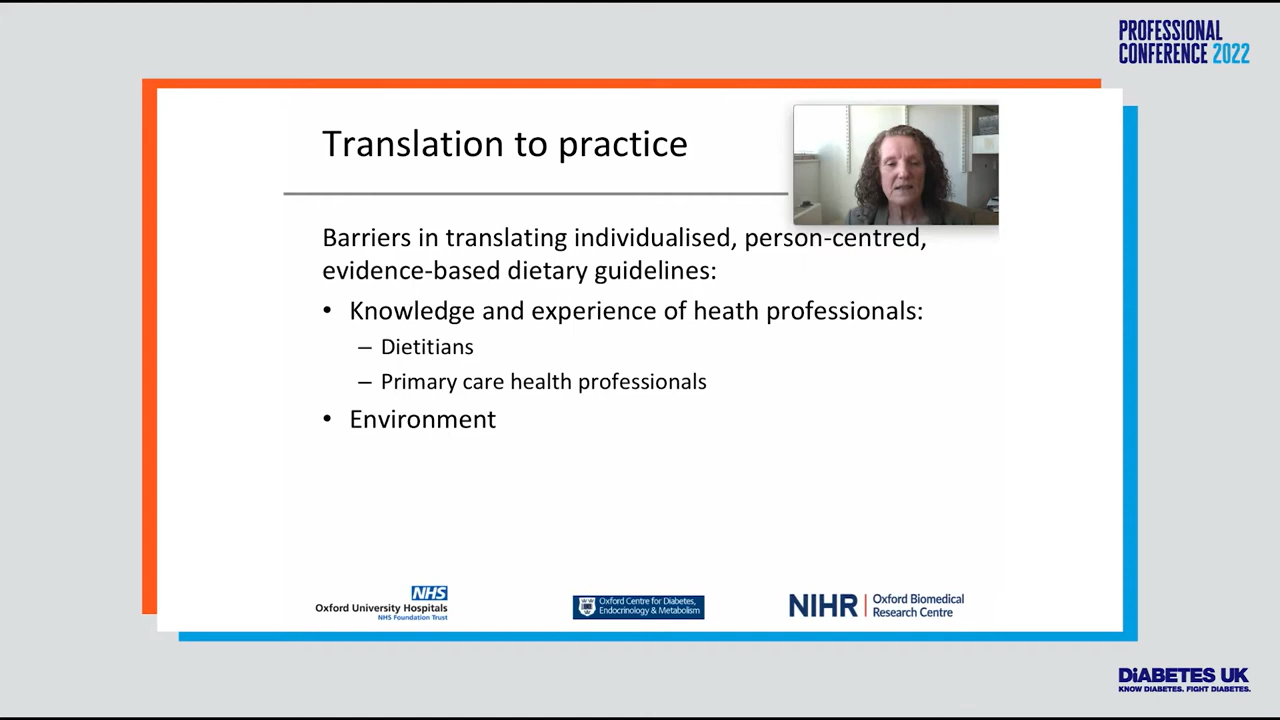 PROFESSIONAL
CONFERENCE 2022
Translation to practice
Barriers in translating individualised, person-centred,
evidence-based dietary guidelines:
• Knowledge and experience of heath professionals:
– Dietitians
– Primary care health professionals
• Environment
NHS
Oxford University Hospitals
NHS Foundation Trust
Oxford Centre for Diabetes,
Endocrinology & Metabolism
NIHR | Oxford Biomedical
Research Centre
DiABETES UK
KNOW DIABETES. FIGHT DIABETES.